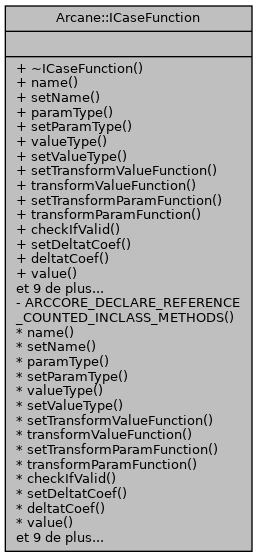 Arcane::ICaseFunction
+ ~ICaseFunction()
+ name()
+ setName()
+ paramType()
+ setParamType()
+ valueType()
+ setValueType()
+ setTransformValueFunction()
+ transformValueFunction()
+ setTransformParamFunction()
+ transformParamFunction()
+ checkIfValid()
+ setDeltatCoef()
+ deltatCoef()
+ value()
et 9 de plus...
- ARCCORE_DECLARE_REFERENCE
_COUNTED_INCLASS_METHODS()
* name()
* setName()
* paramType()
* setParamType()
* valueType()
* setValueType()
* setTransformValueFunction()
* transformValueFunction()
* setTransformParamFunction()
* transformParamFunction()
* checkIfValid()
* setDeltatCoef()
* deltatCoef()
* value()
et 9 de plus...